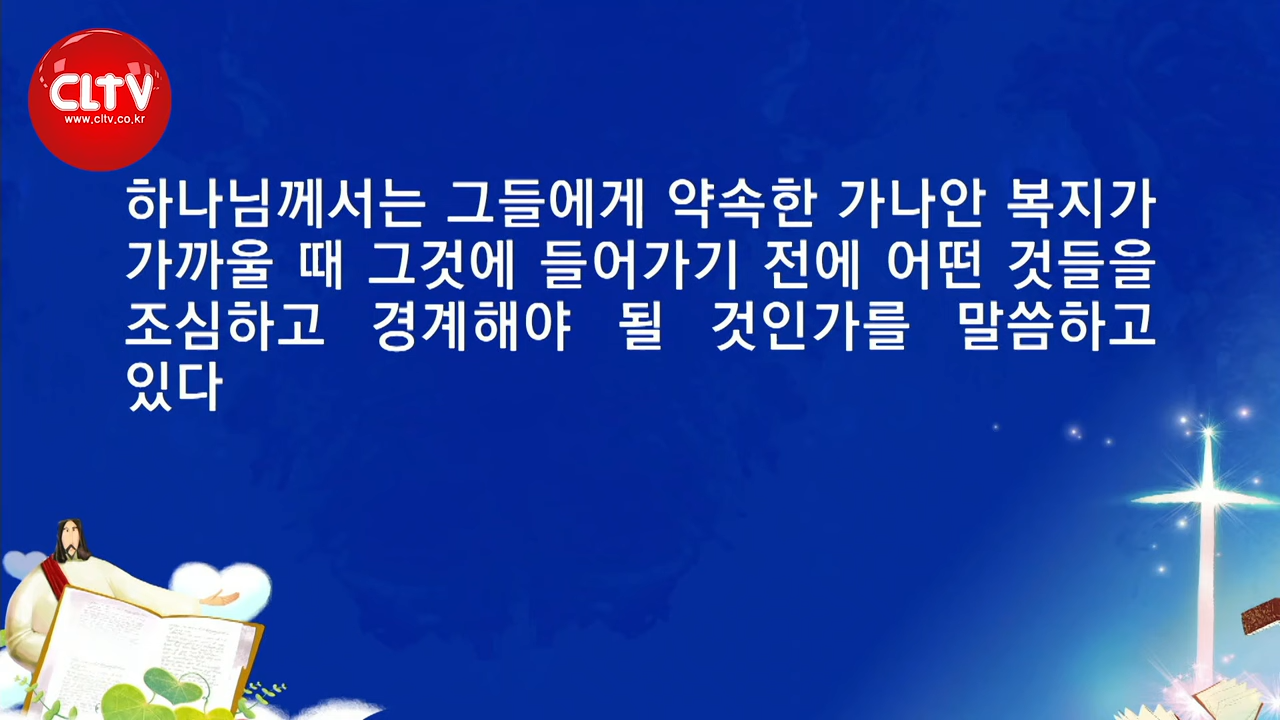 CLTV
www.cltv.co.kr
하나님께서는 그들에게 약속한 가나안 복지가
가까울 때 그것에 들어가기 전에 어떤 것들을
조심하고 경계해야 될 것인가를 말씀하고
있다